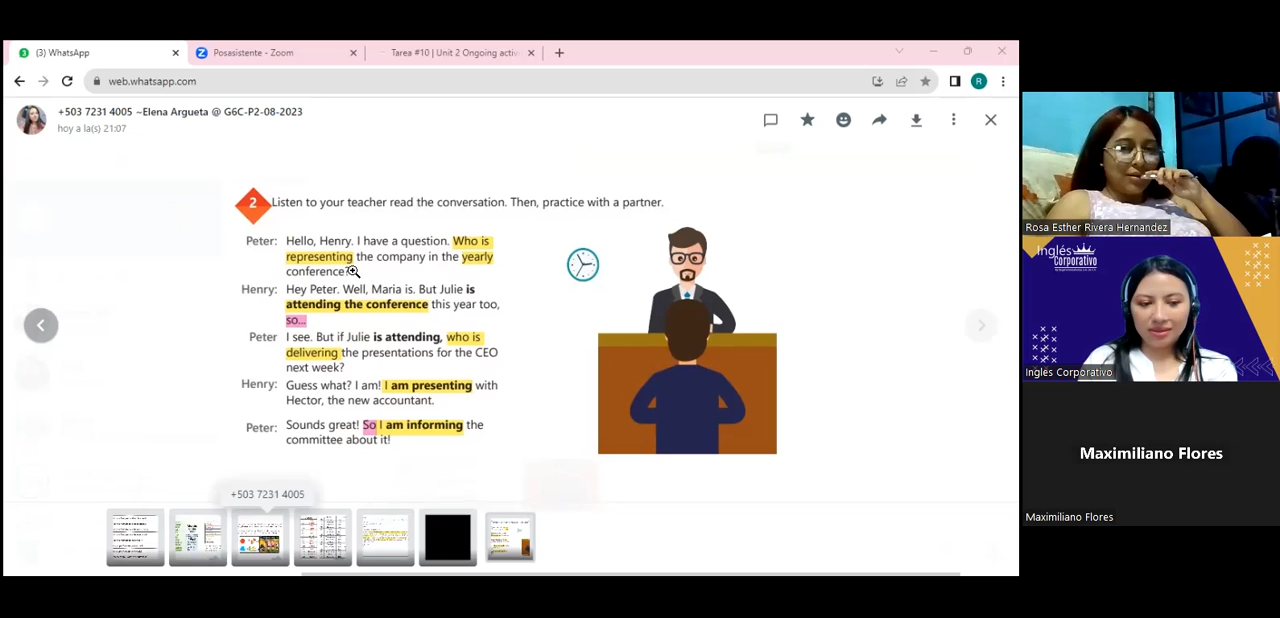 (3) WhatsApp
Posasistente - Zoom
Tarea #10 | Unit 2 Ongoing activ
web.whatsapp.com
R
+503 7231 4005 ~Elena Argueta @ G6C-P2-08-2023
hoy a la(s) 21:07
2
Listen to your teacher read the conversation. Then, practice with a partner.
Peter: Hello, Henry. I have a question. Who is
representing the company in the yearly
conference?
Henry: Hey Peter. Well, Maria is. But Julie is
attending the conference this year too,
so...
Peter I see. But if Julie is attending, who is
delivering the presentations for the CEO
next week?
Henry: Guess what? I am! I am presenting with
Hector, the new accountant.
Peter: Sounds great! So I am informing the
committee about it!
+503 7231 4005
Rosa Esther Rivera Hernandez
Inglés
Corporativo
Ingles Corporativo
Maximiliano Flores
Maximiliano Flores